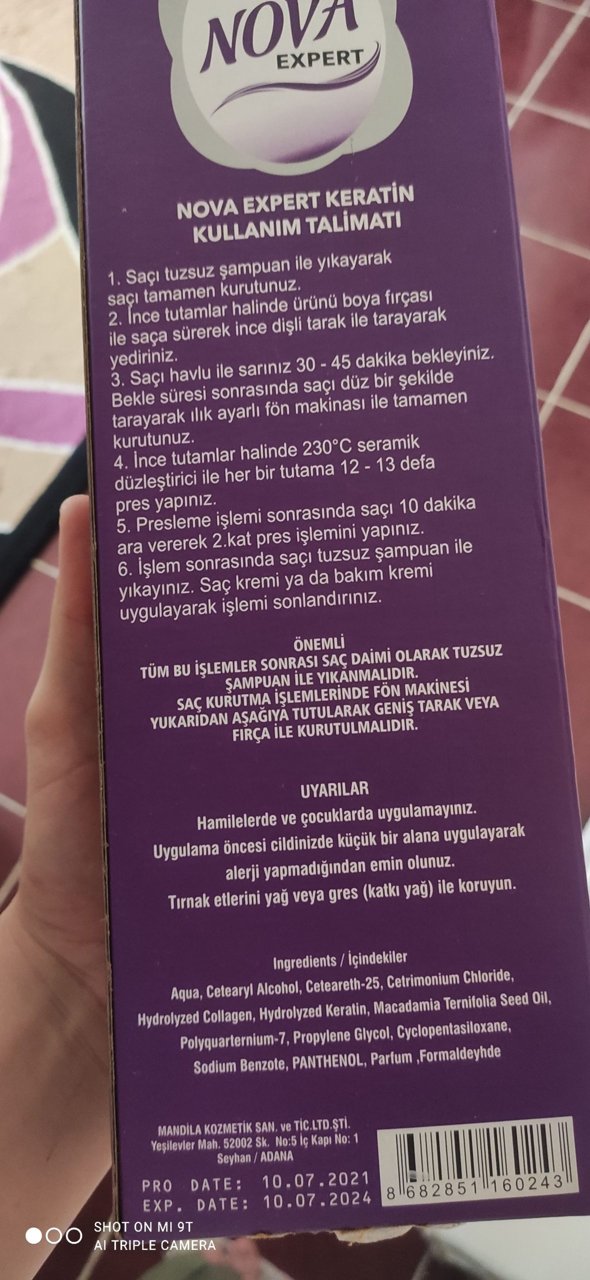 NOVA
EXPERT
NOVA EXPERT KERATİN
KULLANIM TALİMATI
1. Saçı tuzsuz şampuan ile yıkayarak
saçı tamamen kurutunuz.
2. İnce tutamlar halinde ürünü boya fırçası
ile saça sürerek ince dişli tarak ile tarayarak
yediriniz.
3. Saçı havlu ile sarınız 30 - 45 dakika bekleyiniz.
Bekle süresi sonrasında saçı düz bir şekilde
tarayarak ılık ayarlı fön makinası ile tamamen
kurutunuz.
4. İnce tutamlar halinde 230°C seramik
düzleştirici ile her bir tutama 12 - 13 defa
pres yapınız.
5. Presleme işlemi sonrasında saçı 10 dakika
ara vererek 2.kat pres işlemini yapınız.
6. İşlem sonrasında saçı tuzsuz şampuan ile
yıkayınız. Saç kremi ya da bakım kremi
uygulayarak işlemi sonlandırınız.
ÖNEMLİ
TÜM BU İŞLEMLER SONRASI SAÇ DAİMİ OLARAK TUZSUZ
ŞAMPUAN İLE YIKANMALIDIR.
SAÇ KURUTMA İŞLEMLERİNDE FÖN MAKİNESİ
YUKARIDAN AŞAĞIYA TUTULARAK GENİŞ TARAK VEYA
FIRÇA İLE KURUTULMALIDIR.
UYARILAR
Hamilelerde ve çocuklarda uygulamayınız.
Uygulama öncesi cildinizde küçük bir alana uygulayarak
alerji yapmadığından emin olunuz.
Tırnak etlerini yağ veya gres (katkı yağ) ile koruyun.
Ingredients / İçindekiler
Aqua, Cetearyl Alcohol, Ceteareth-25, Cetrimonium Chloride,
Hydrolyzed Collagen, Hydrolyzed Keratin, Macadamia Ternifolia Seed Oil,
Polyquarternium-7, Propylene Glycol, Cyclopentasiloxane,
Sodium Benzote, PANTHENOL, Parfum ,Formaldeyhde
MANDİLA KOZMETİK SAN. ve TİC.LTD.ŞTİ.
Yeşilevler Mah. 52002 Sk. No:5 İç Kapı No: 1
Seyhan / ADANA
PRO DATE: 10.07.2021
EXP. DATE: 10.07.2024
8 682851 160243
SHOT ON MI 9T
AI TRIPLE CAMERA